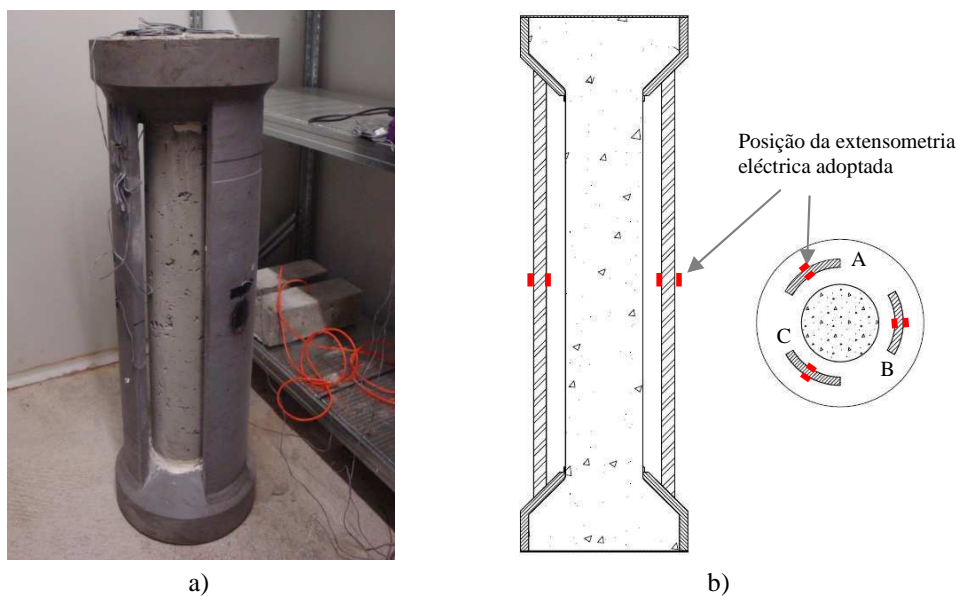 Posição da extensometria
eléctrica adoptada
A
C
B
a)
b)